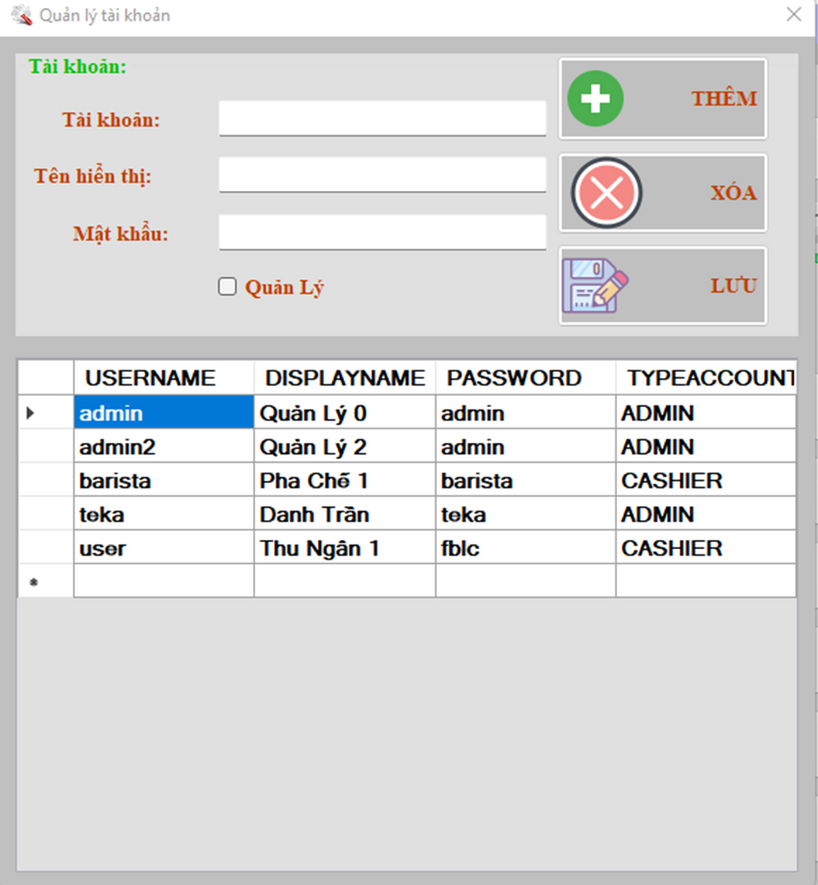 Quản lý tài khoản
Tài khoản:
Tài khoản:
Tên hiển thị:
Mật khẩu:
Quản Lý
THÊM
XÓA
LƯU
USERNAME DISPLAYNAME PASSWORD TYPEACCOUNT
admin Quản Lý 0 admin ADMIN
admin2 Quản Lý 2 admin ADMIN
barista Pha Chế 1 barista CASHIER
teka Danh Trần teka ADMIN
user Thu Ngân 1 fblc CASHIER